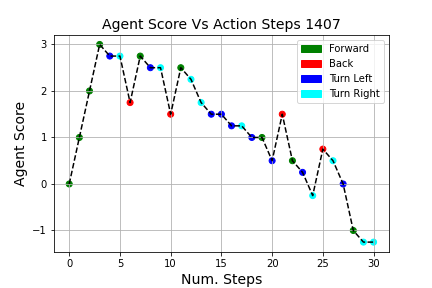 Agent Score Vs Action Steps 1407
Agent Score
3
2
1
0
−1
Forward
Back
Turn Left
Turn Right
0 5 10 15 20 25 30
Num. Steps